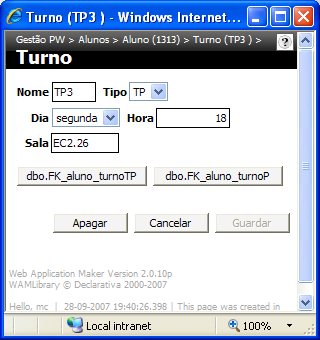 Turno (TP3 ) - Windows Internet...
Gestão PW > Alunos > Aluno (1313) > Turno (TP3 ) >
?
Turno
Nome TP3 Tipo TP
Dia segunda Hora 18
Sala EC2.26
dbo.FK_aluno_turnoTP dbo.FK_aluno_turnoP
Apagar Cancelar Guardar
Web Application Maker Version 2.0.10p
WAMLibrary © Declarativa 2000-2007
Hello, mc | 28-09-2007 19:40:26.398 | This page was created in
Local intranet 100%